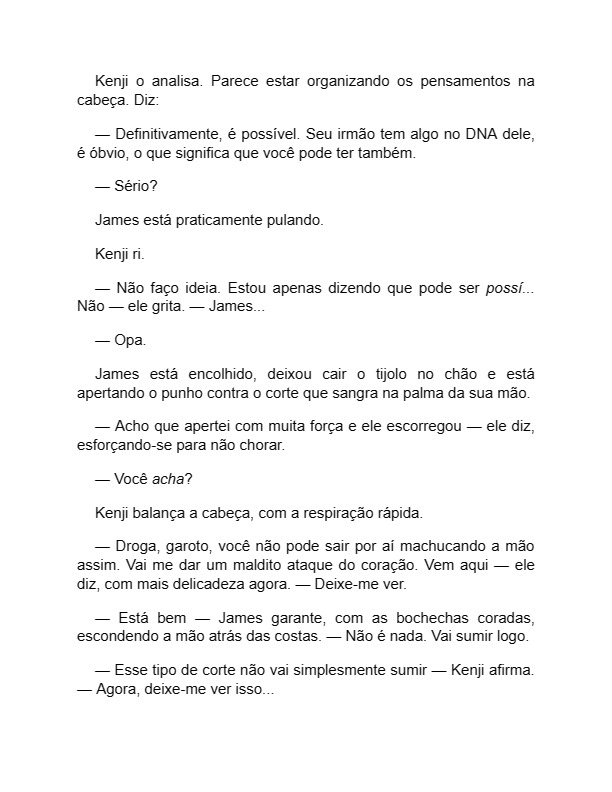 Kenji o analisa. Parece estar organizando os pensamentos na
cabeça. Diz:
— Definitivamente, é possível. Seu irmão tem algo no DNA dele,
é óbvio, o que significa que você pode ter também.
— Sério?
James está praticamente pulando.
Kenji ri.
— Não faço ideia. Estou apenas dizendo que pode ser possí...
Não — ele grita. — James...
— Opa.
James está encolhido, deixou cair o tijolo no chão e está
apertando o punho contra o corte que sangra na palma da sua mão.
— Acho que apertei com muita força e ele escorregou — ele diz,
esforçando-se para não chorar.
— Você acha?
Kenji balança a cabeça, com a respiração rápida.
— Droga, garoto, você não pode sair por aí machucando a mão
assim. Vai me dar um maldito ataque do coração. Vem aqui — ele
diz, com mais delicadeza agora. — Deixe-me ver.
— Está bem — James garante, com as bochechas coradas,
escondendo a mão atrás das costas. — Não é nada. Vai sumir logo.
— Esse tipo de corte não vai simplesmente sumir — Kenji afirma.
— Agora, deixe-me ver isso...